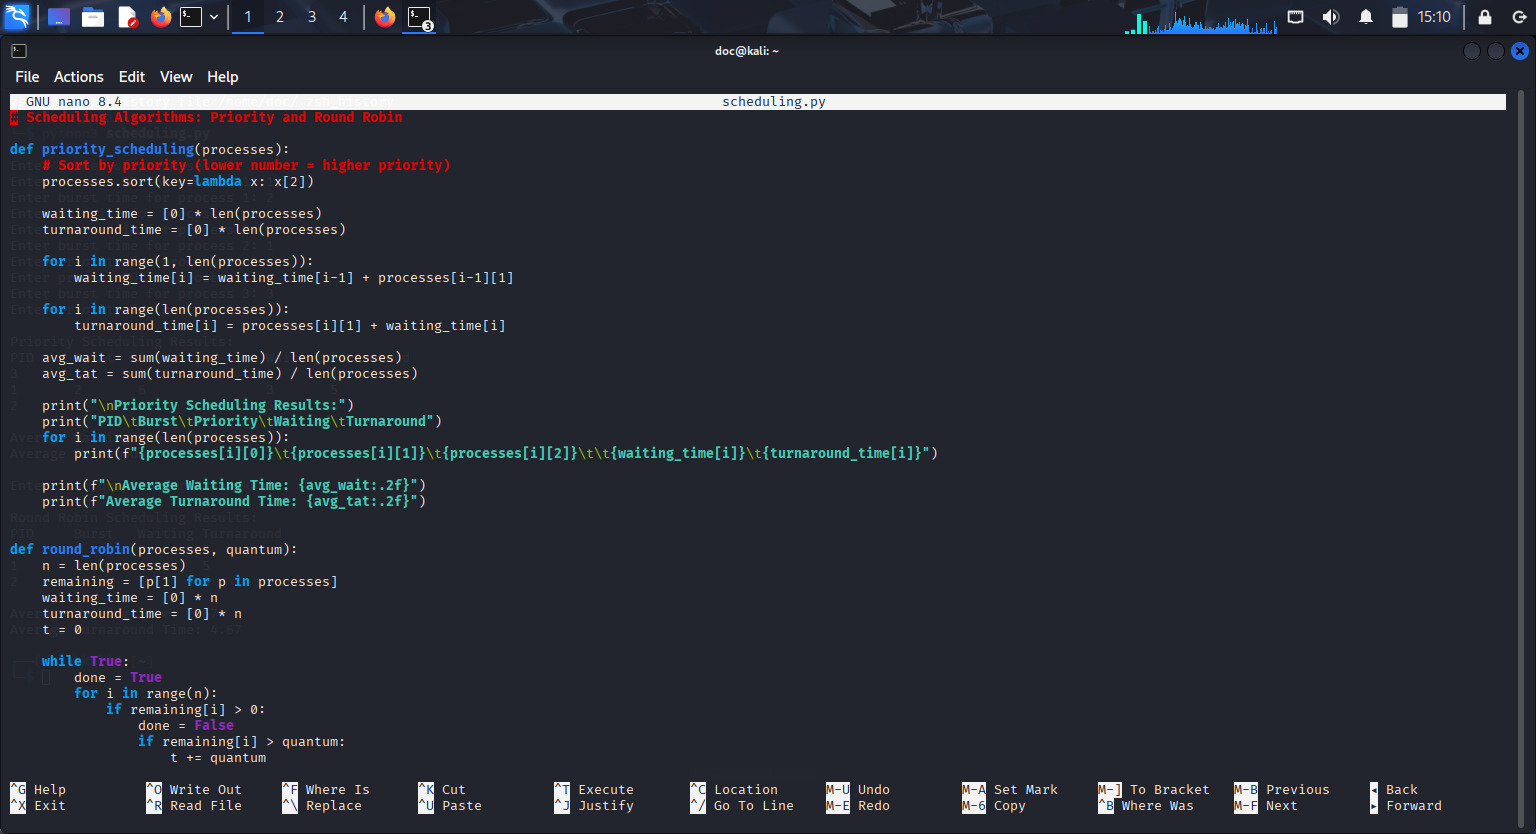 1 2 3 4 3 15:10
doc@kali: ~
File Actions Edit View Help
GNU nano 8.4 scheduling.py
# Scheduling Algorithms: Priority and Round Robin
def priority_scheduling(processes):
# Sort by priority (lower number = higher priority)
processes.sort(key=lambda x: x[2])
waiting_time = [0] * len(processes)
turnaround_time = [0] * len(processes)
for i in range(1, len(processes)):
waiting_time[i] = waiting_time[i-1] + processes[i-1][1]
for i in range(len(processes)):
turnaround_time[i] = processes[i][1] + waiting_time[i]
avg_wait = sum(waiting_time) / len(processes)
avg_tat = sum(turnaround_time) / len(processes)
print("\nPriority Scheduling Results:")
print("PID\tBurst\tPriority\tWaiting\tTurnaround")
for i in range(len(processes)):
print(f"{processes[i][0]}\t{processes[i][1]}\t{processes[i][2]}\t\t{waiting_time[i]}\t{turnaround_time[i]}")
print(f"\nAverage Waiting Time: {avg_wait:.2f}")
print(f"Average Turnaround Time: {avg_tat:.2f}")
def round_robin(processes, quantum):
n = len(processes)
remaining = [p[1] for p in processes]
waiting_time = [0] * n
turnaround_time = [0] * n
t = 0
while True:
done = True
for i in range(n):
if remaining[i] > 0:
done = False
if remaining[i] > quantum:
t += quantum
^G Help ^O Write Out ^F Where Is ^K Cut ^T Execute ^C Location M-U Undo M-A Set Mark M-] To Bracket M-B Previous ◂ Back
^X Exit ^R Read File ^\ Replace ^U Paste ^J Justify ^/ Go To Line M-E Redo M-6 Copy ^B Where Was M-F Next ▸ Forward